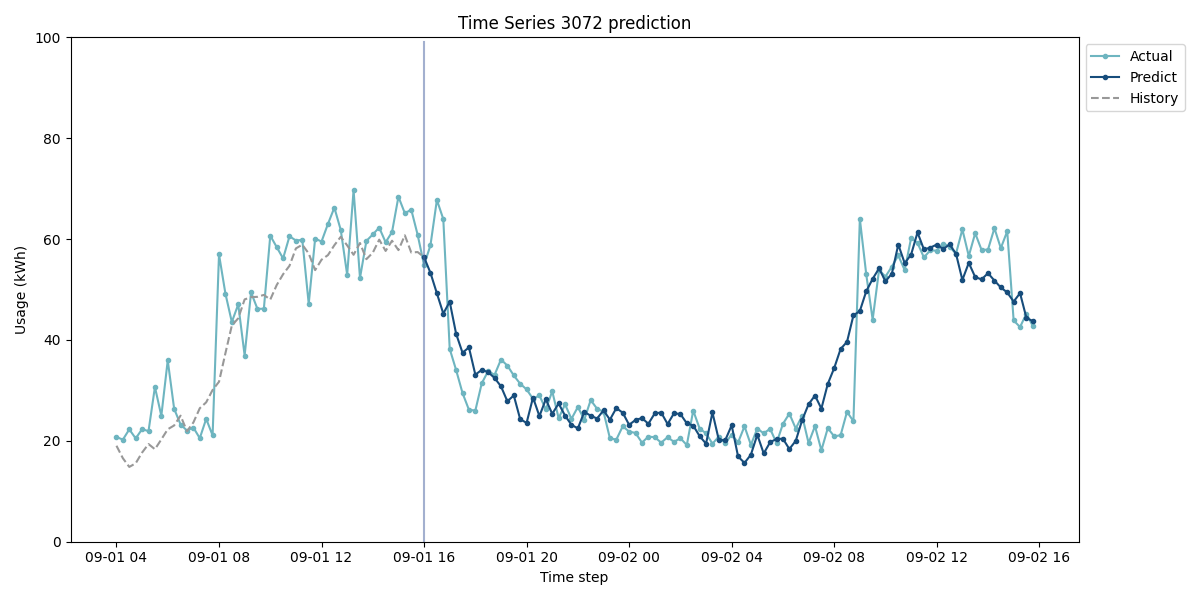 Time Series 3072 prediction
100
80
60
40
20
0
Usage (kWh)
09-01 04
09-01 08
09-01 12
09-01 16
09-01 20
09-02 00
09-02 04
09-02 08
09-02 12
09-02 16
Time step
Actual
Predict
History